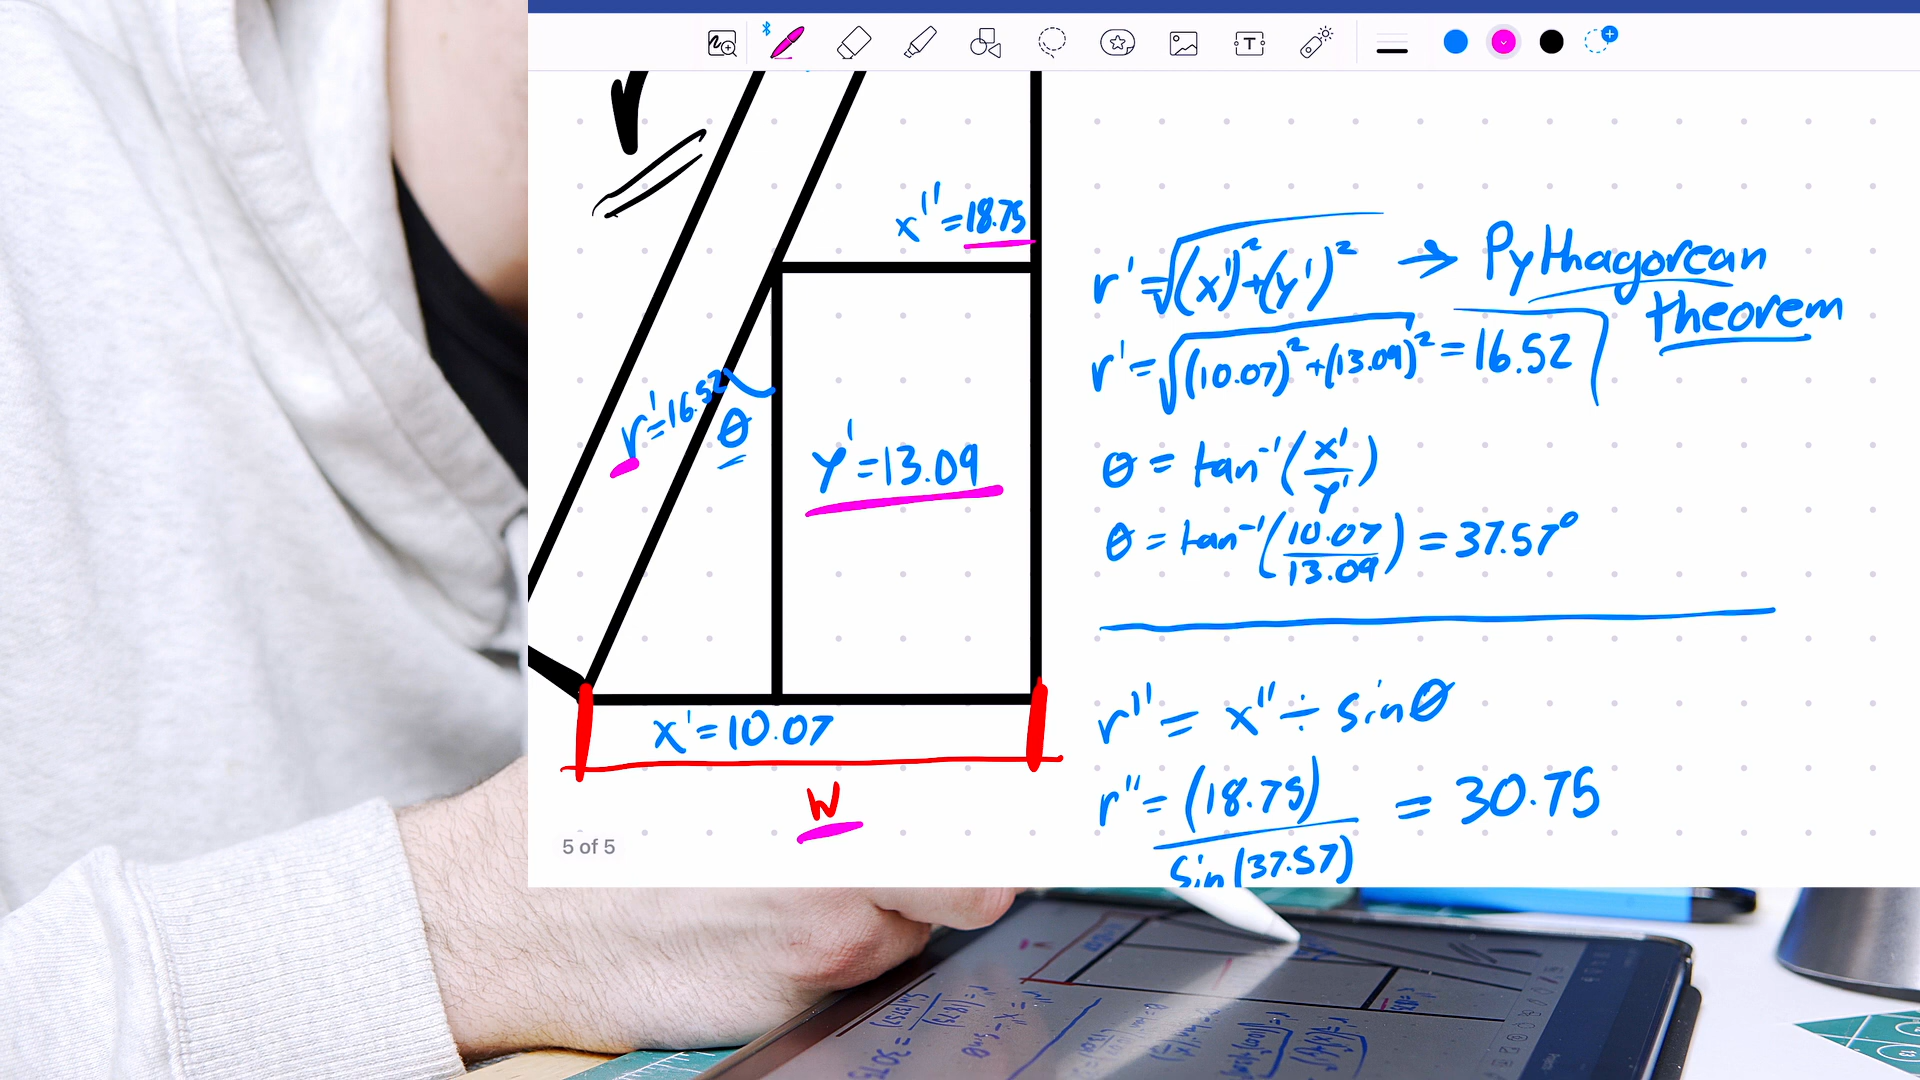 T
r
x''=18.75
r'=16.52
θ
y'=13.09
x'=10.07
W
5 of 5
r'=√(x')²+(y')² → Pythagorean theorem
r'=√(10.07)²+(13.09)²=16.52
θ = tan⁻¹(x'/y')
θ = tan⁻¹(10.07/13.09) = 37.57°
r'' = x'' ÷ sinθ
r'' = (18.75)/sin(37.57) = 30.75